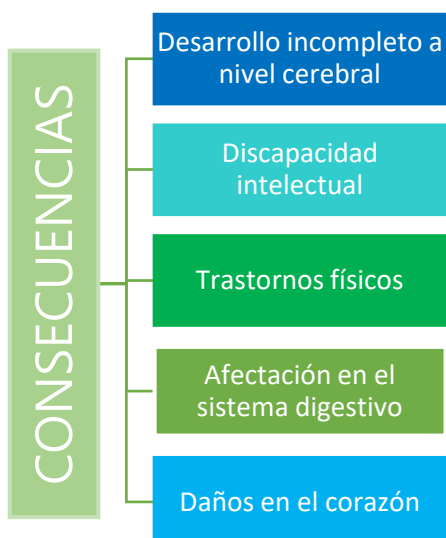 CONSECUENCIAS
Desarrollo incompleto a
nivel cerebral
Discapacidad
intelectual
Trastornos físicos
Afectación en el
sistema digestivo
Daños en el corazón